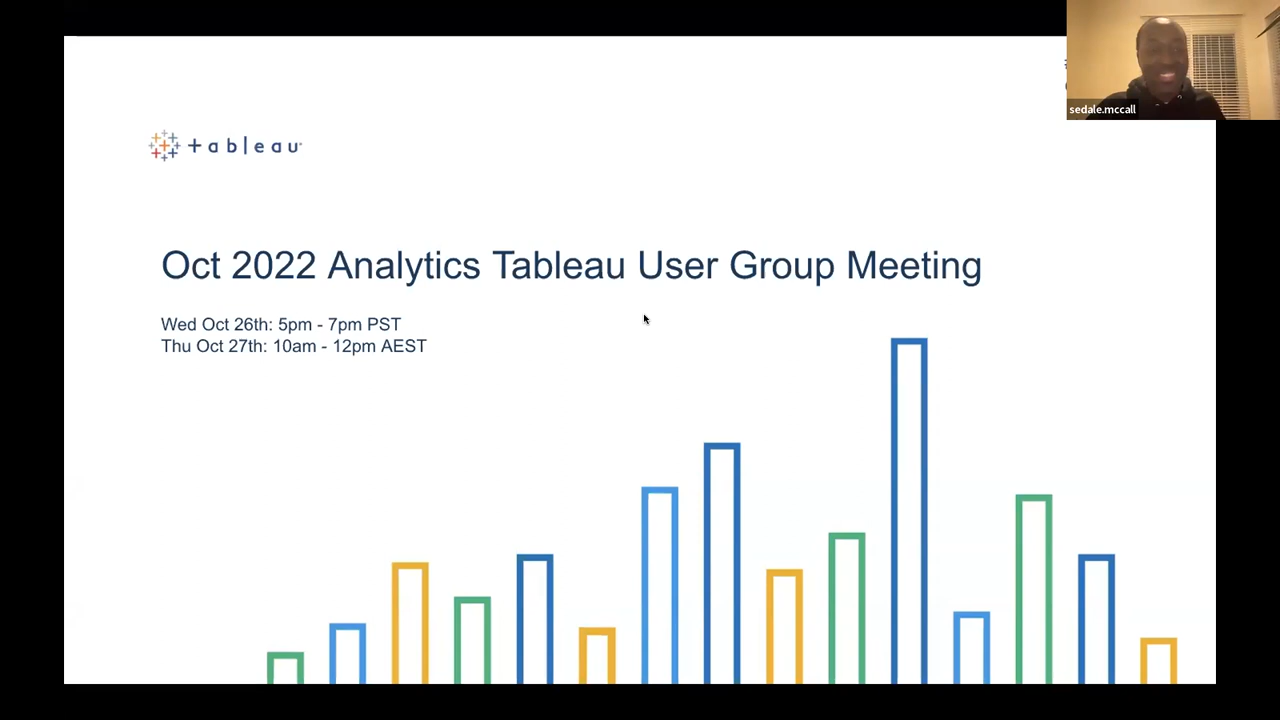 sedale.mccall
+ableau
Oct 2022 Analytics Tableau User Group Meeting
Wed Oct 26th: 5pm - 7pm PST
Thu Oct 27th: 10am - 12pm AEST